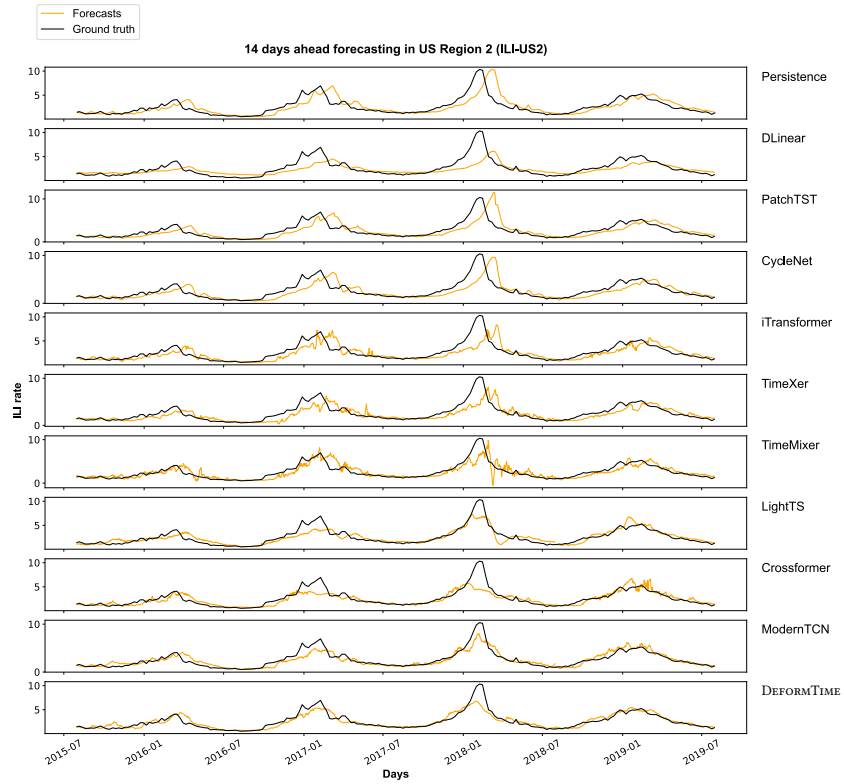 Forecasts
Ground truth
14 days ahead forecasting in US Region 2 (ILI-US2)
10
5
Persistence
10
5
DLinear
10
5
0
PatchTST
10
0
CycleNet
10
5
iTransformer
10
0
TimeXer
10
0
TimeMixer
10
5
LightTS
10
5
Crossformer
10
5
0
ModernTCN
10
5
DEFORMTIME
ILI rate
2015-07
2016-01
2016-07
2017-01
2017-07
2018-01
2018-07
2019-01
2019-07
Days